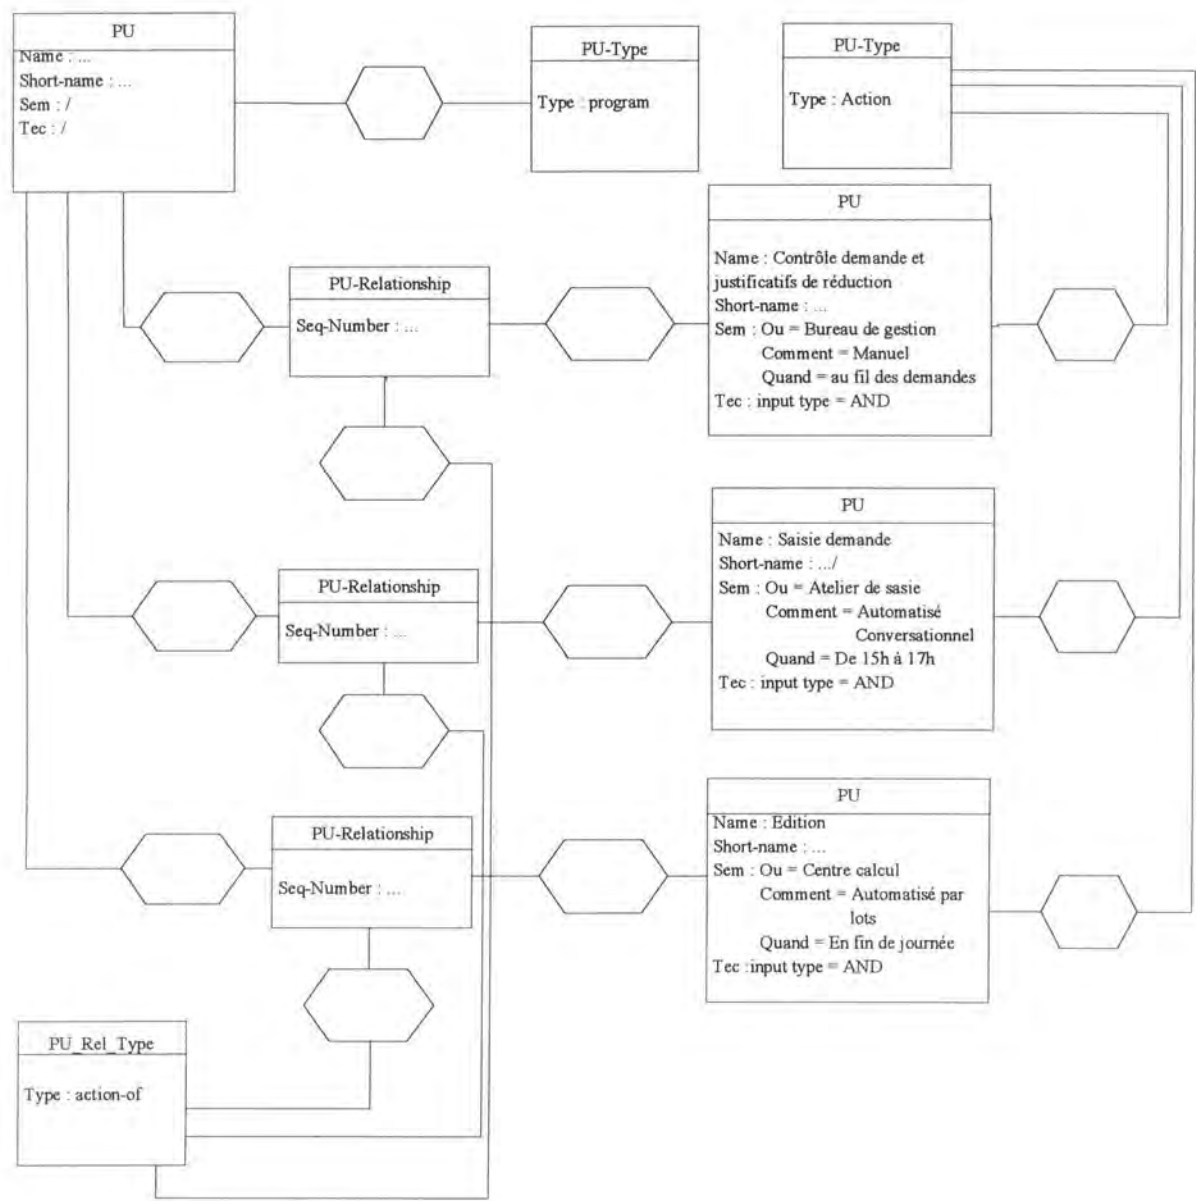 PU
Name : ...
Short-name : ...
Sem : /
Tec : /
PU-Type
Type : program
PU-Type
Type : Action
PU
Name : Contrôle demande et
justificatifs de réduction
Short-name : ...
Sem : Ou = Bureau de gestion
Comment = Manuel
Quand = au fil des demandes
Tec : input type = AND
PU-Relationship
Seq-Number : ...
PU
Name : Saisie demande
Short-name : .../
Sem : Ou = Atelier de sasie
Comment = Automatisé
Conversationnel
Quand = De 15h à 17h
Tec : input type = AND
PU-Relationship
Seq-Number : ...
PU
Name : Edition
Short-name : ...
Sem : Ou = Centre calcul
Comment = Automatisé par
lots
Quand = En fin de journée
Tec :input type = AND
PU-Relationship
Seq-Number : ...
PU_Rel_Type
Type : action-of